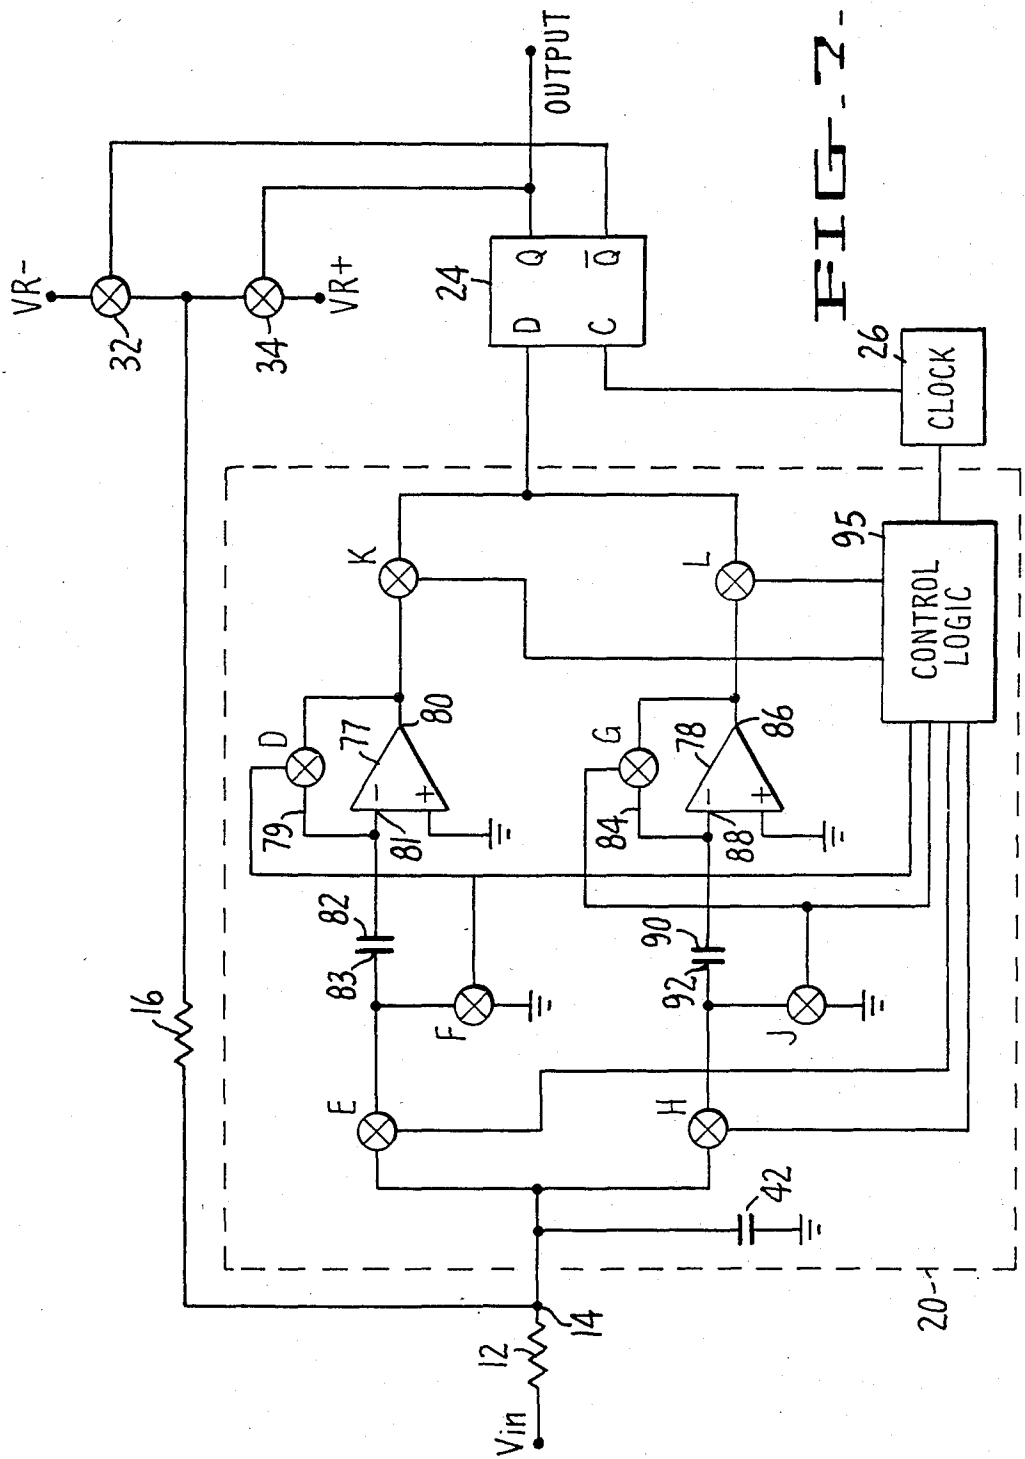 VR-
VR+
32
34
16
D
79
77
K
E
83
82
81
80
-
+
24
F
Vin
12
14
D
Q
OUTPUT
C
Q̅
G
84
78
H
92
90
88
86
-
+
L
J
42
FIG-2-
95
26
CONTROL
LOGIC
CLOCK
20